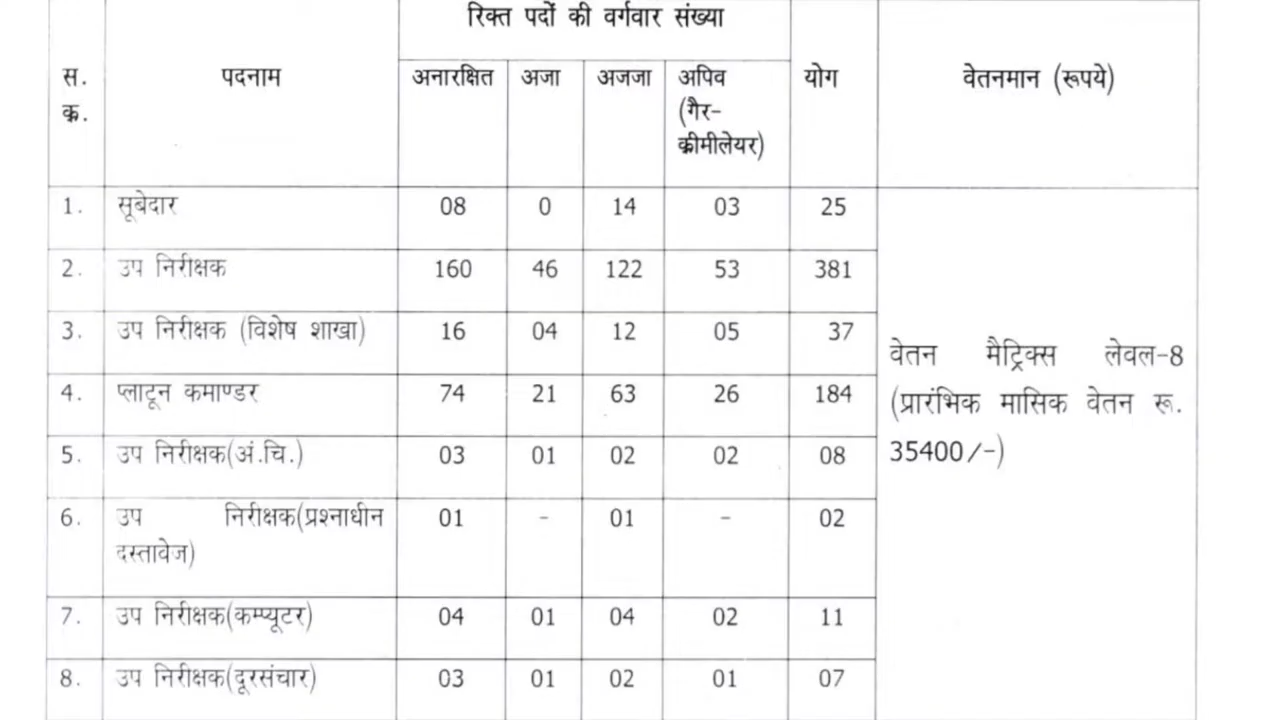 रिक्त पदों की वर्गवार संख्या
स. क्र. पदनाम अनारक्षित अजा अजजा अपिव (गैर-क्रीमीलेयर) योग वेतनमान (रूपये)
1. सूबेदार 08 0 14 03 25
2. उप निरीक्षक 160 46 122 53 381
3. उप निरीक्षक (विशेष शाखा) 16 04 12 05 37
4. प्लाटून कमाण्डर 74 21 63 26 184
5. उप निरीक्षक(अं.चि.) 03 01 02 02 08
6. उप निरीक्षक(प्रश्नाधीन
दस्तावेज) 01 - 01 - 02
7. उप निरीक्षक(कम्प्यूटर) 04 01 04 02 11
8. उप निरीक्षक(दूरसंचार) 03 01 02 01 07
वेतन मैट्रिक्स लेवल-8
(प्रारंभिक मासिक वेतन रू.
35400/-)